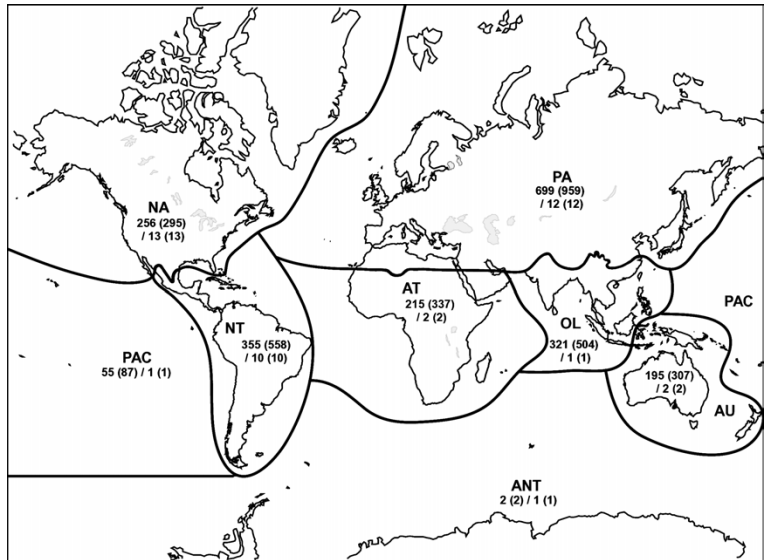 NA
256 (295)
/ 13 (13)
PA
699 (959)
/ 12 (12)
AT
215 (337)
/ 2 (2)
OL
321 (504)
/ 1 (1)
PAC
NT
355 (558)
/ 10 (10)
PAC
55 (87) / 1 (1)
195 (307)
/ 2 (2)
AU
ANT
2 (2) / 1 (1)